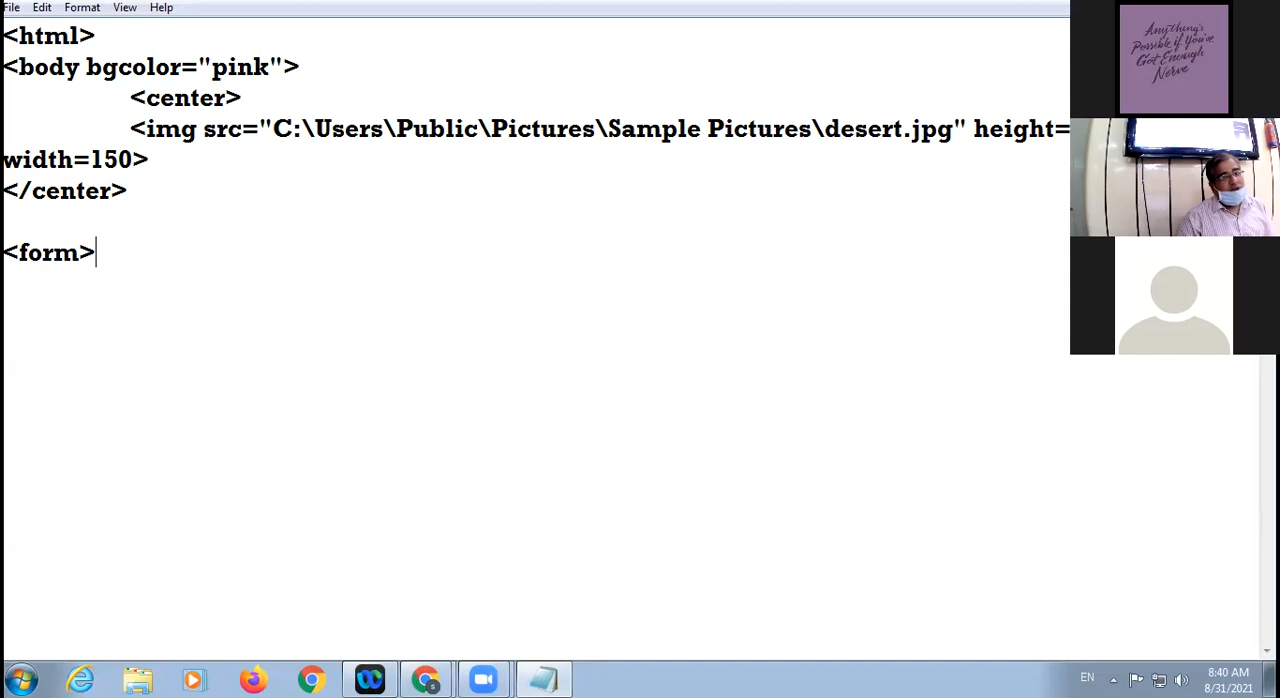 File Edit Format View Help
<html>
<body bgcolor="pink">
<center>
<img src="C:\Users\Public\Pictures\Sample Pictures\desert.jpg" height=
width=150>
</center>
<form>
Anything's
Possible if You've
Got Enough
Nerve
EN
8:40 AM
8/31/2021